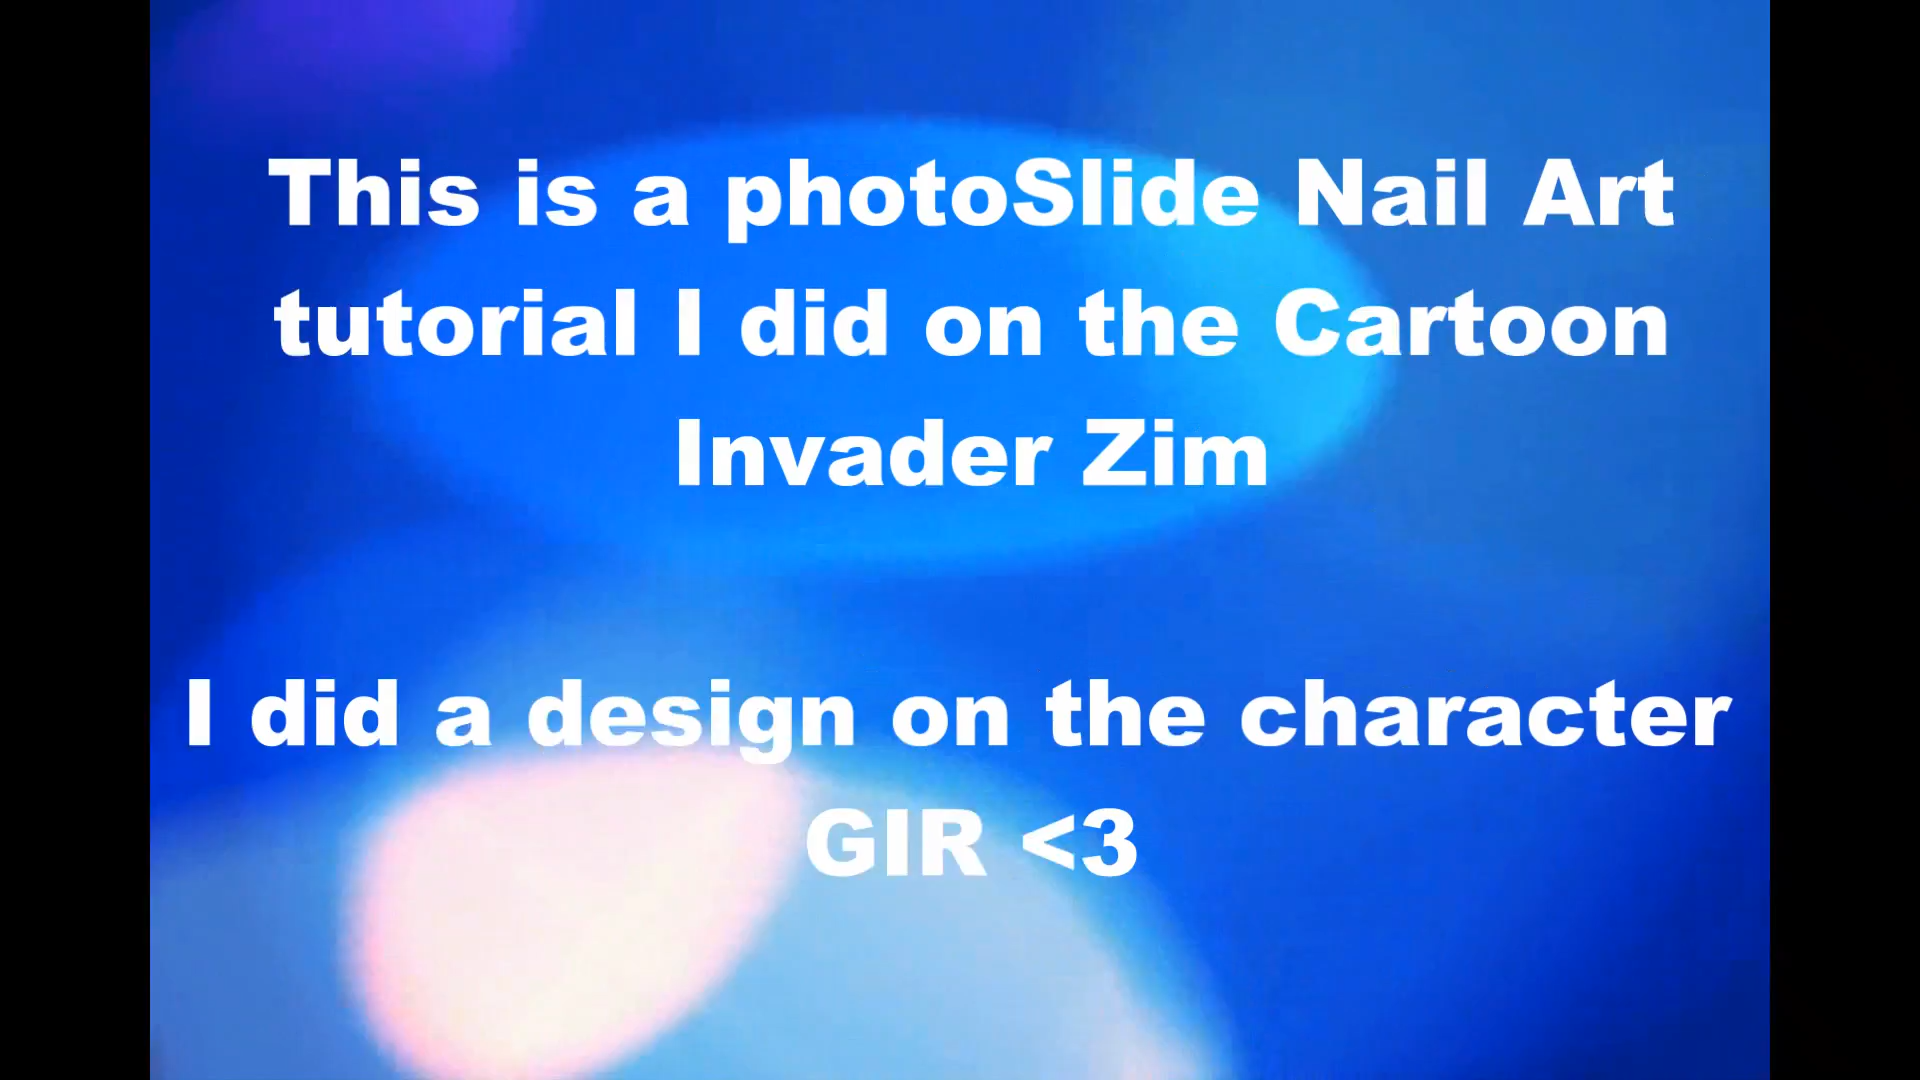 This is a photoSlide Nail Art
tutorial I did on the Cartoon
Invader Zim
I did a design on the character
GIR <3